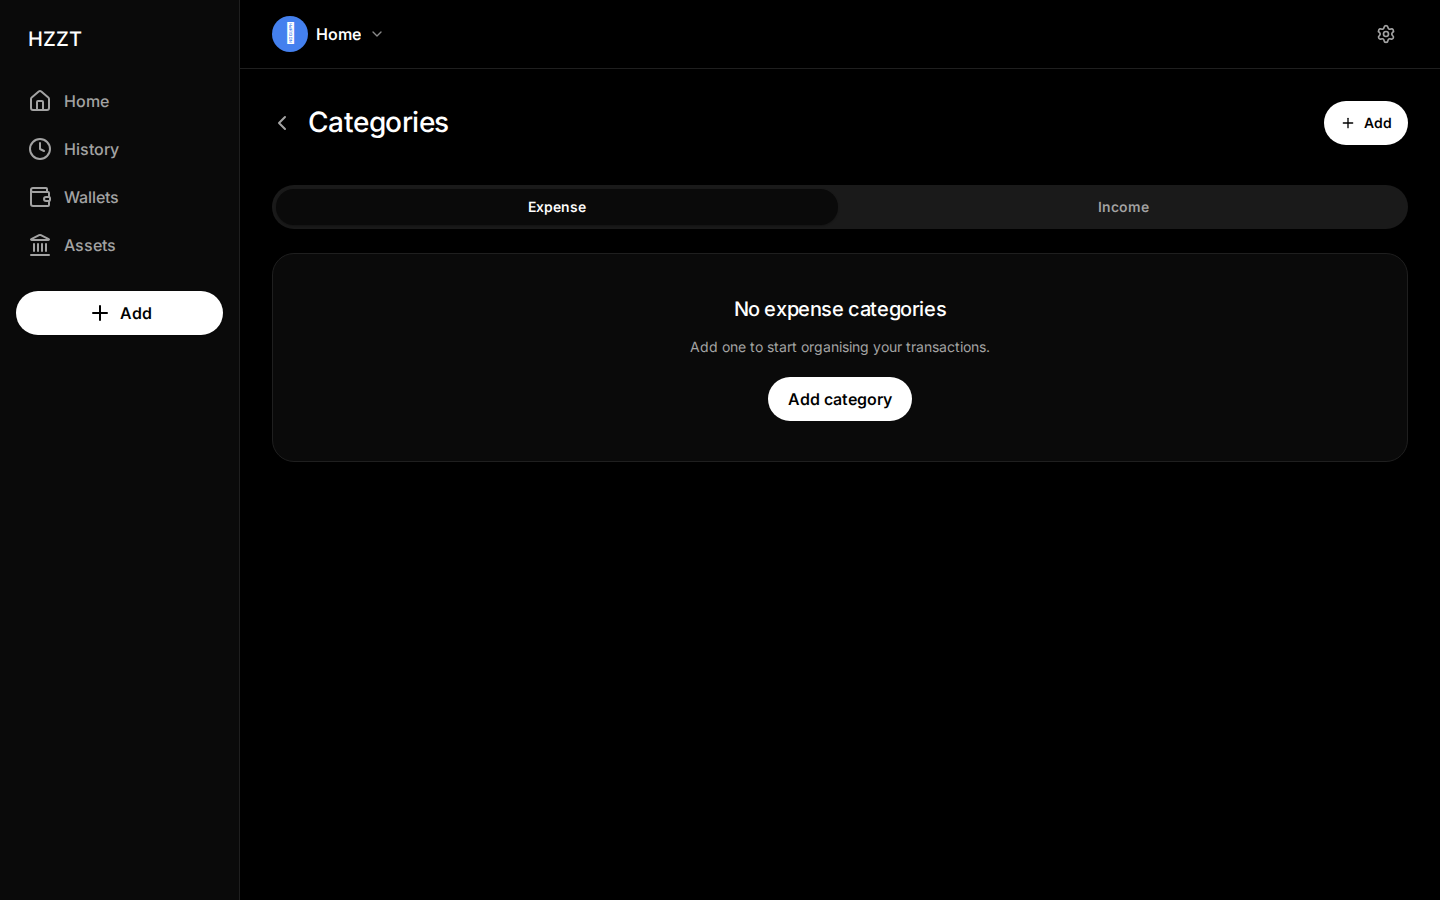 HZZT
Home
History
Wallets
Assets
Add
Home
Categories
Add
Expense
Income
No expense categories
Add one to start organising your transactions.
Add category